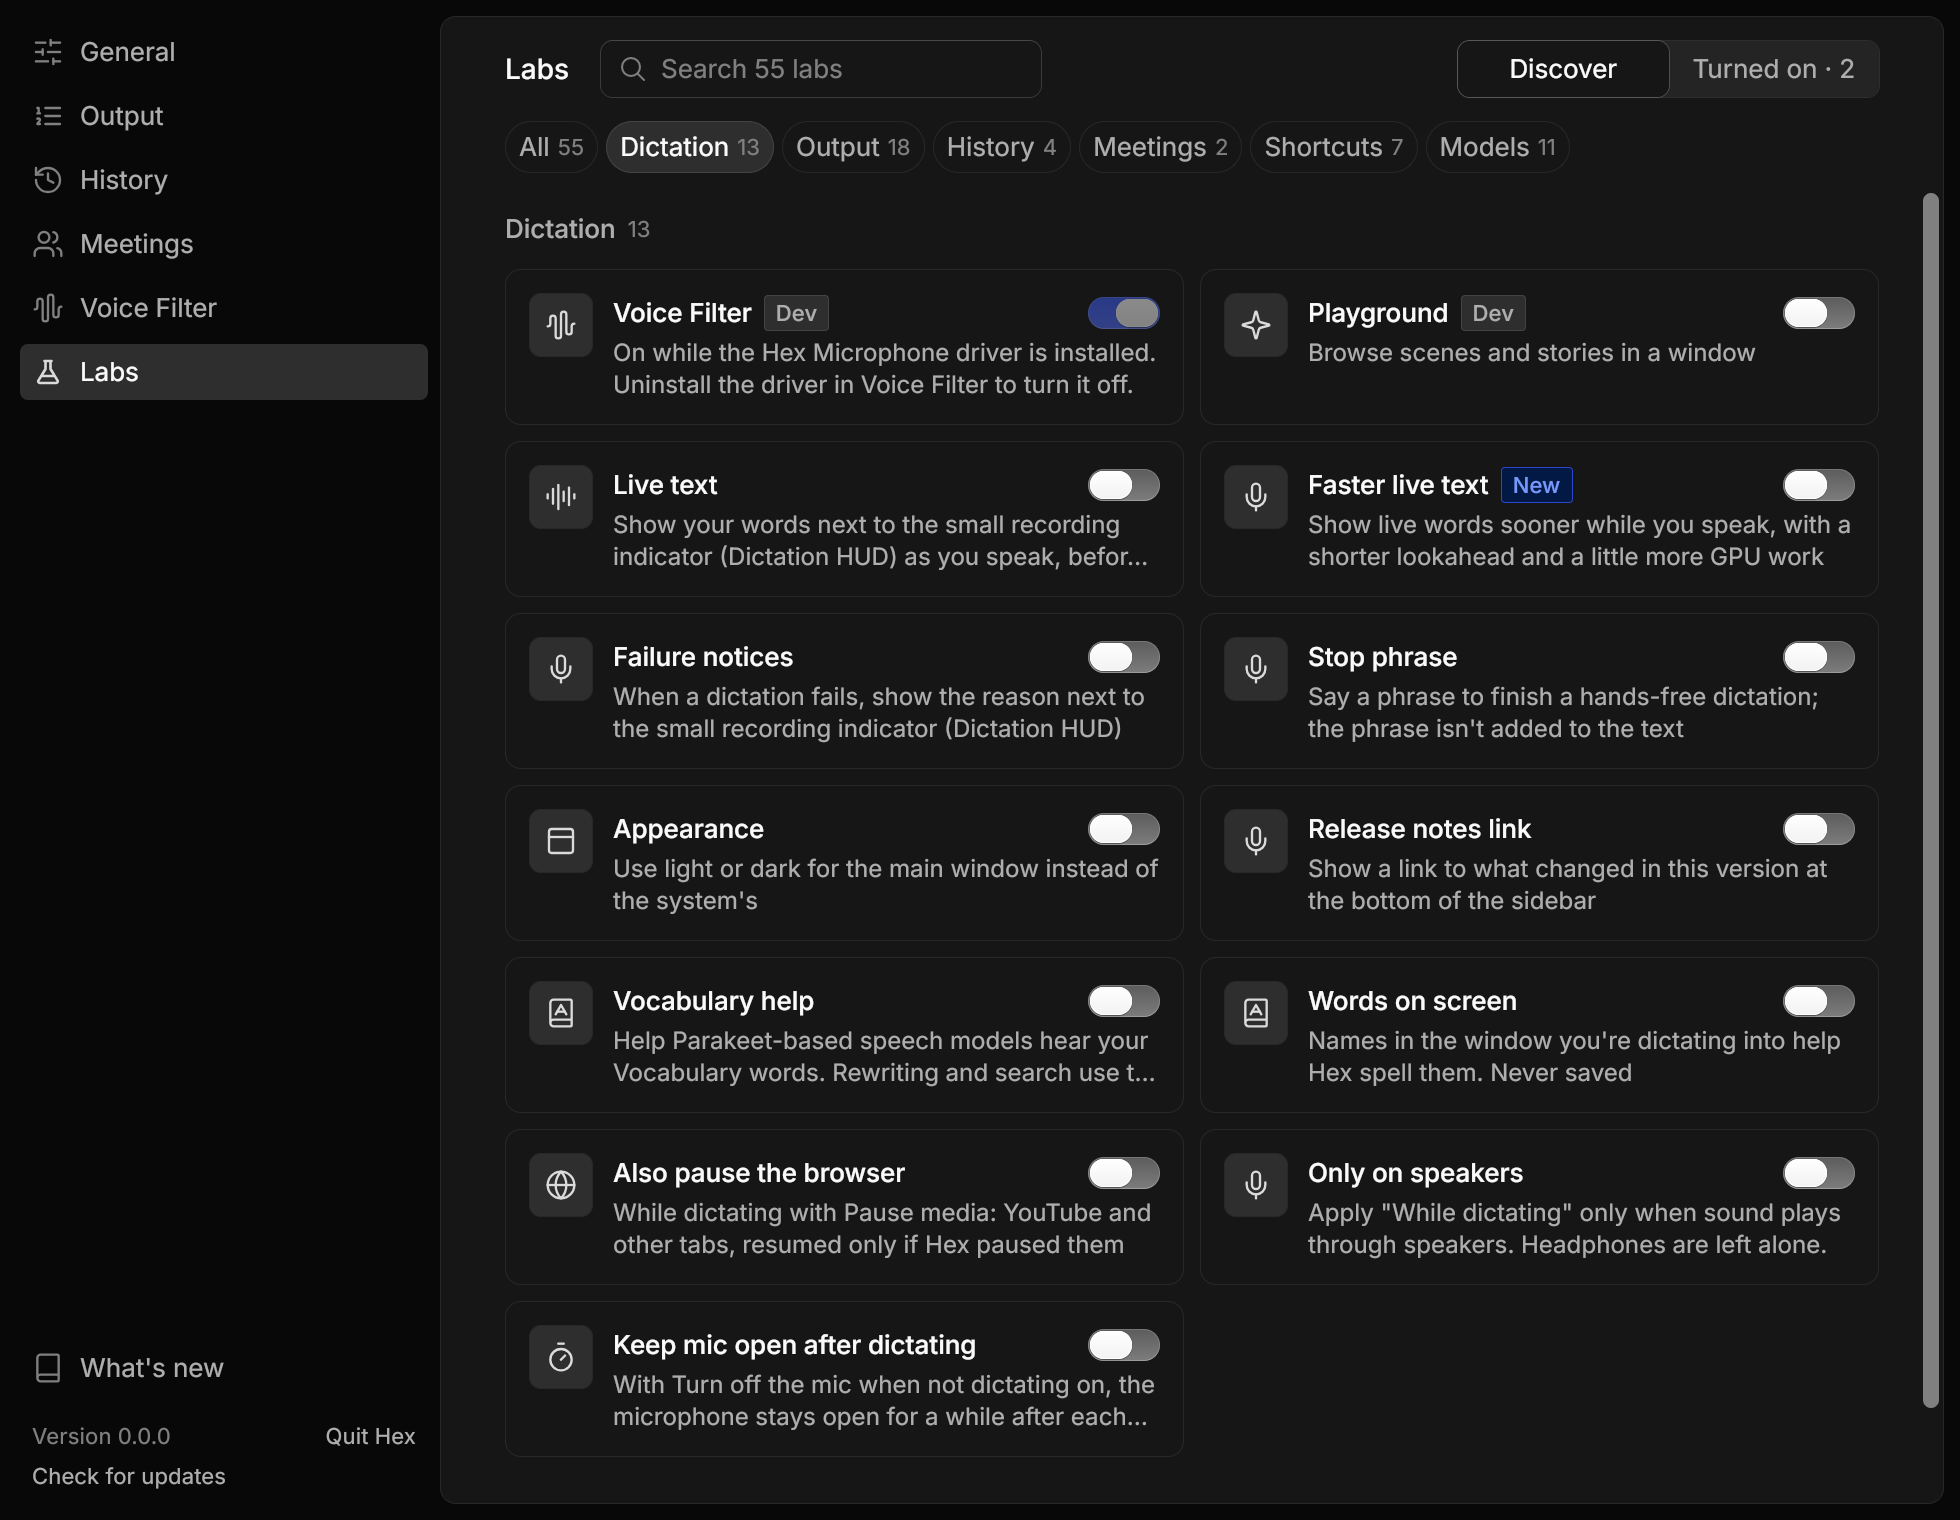 General
Output
History
Meetings
Voice Filter
Labs
What's new
Version 0.0.0
Quit Hex
Check for updates
Labs
Search 55 labs
Discover
Turned on · 2
All 55
Dictation 13
Output 18
History 4
Meetings 2
Shortcuts 7
Models 11
Dictation 13
Voice Filter Dev
On while the Hex Microphone driver is installed.
Uninstall the driver in Voice Filter to turn it off.
Playground Dev
Browse scenes and stories in a window
Live text
Show your words next to the small recording
indicator (Dictation HUD) as you speak, befor...
Faster live text New
Show live words sooner while you speak, with a
shorter lookahead and a little more GPU work
Failure notices
When a dictation fails, show the reason next to
the small recording indicator (Dictation HUD)
Stop phrase
Say a phrase to finish a hands-free dictation;
the phrase isn't added to the text
Appearance
Use light or dark for the main window instead of
the system's
Release notes link
Show a link to what changed in this version at
the bottom of the sidebar
Vocabulary help
Help Parakeet-based speech models hear your
Vocabulary words. Rewriting and search use t...
Words on screen
Names in the window you're dictating into help
Hex spell them. Never saved
Also pause the browser
While dictating with Pause media: YouTube and
other tabs, resumed only if Hex paused them
Only on speakers
Apply "While dictating" only when sound plays
through speakers. Headphones are left alone.
Keep mic open after dictating
With Turn off the mic when not dictating on, the
microphone stays open for a while after each...